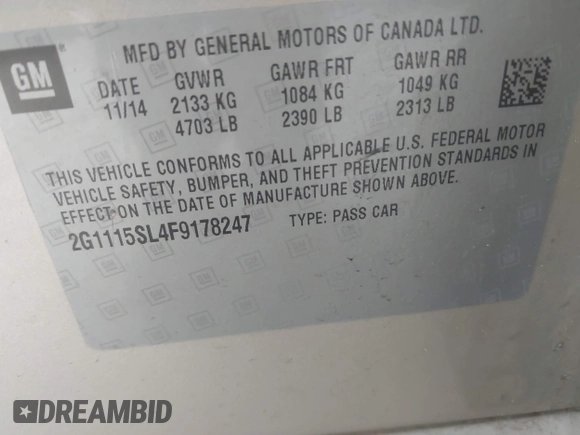 GM
MFD BY GENERAL MOTORS OF CANADA LTD.
DATE GVWR GAWR FRT GAWR RR
11/14 2133 KG 1084 KG 1049 KG
4703 LB 2390 LB 2313 LB
THIS VEHICLE CONFORMS TO ALL APPLICABLE U.S. FEDERAL MOTOR
VEHICLE SAFETY, BUMPER, AND THEFT PREVENTION STANDARDS IN
EFFECT ON THE DATE OF MANUFACTURE SHOWN ABOVE.
2G1115SL4F9178247 TYPE: PASS CAR
DREAMBID